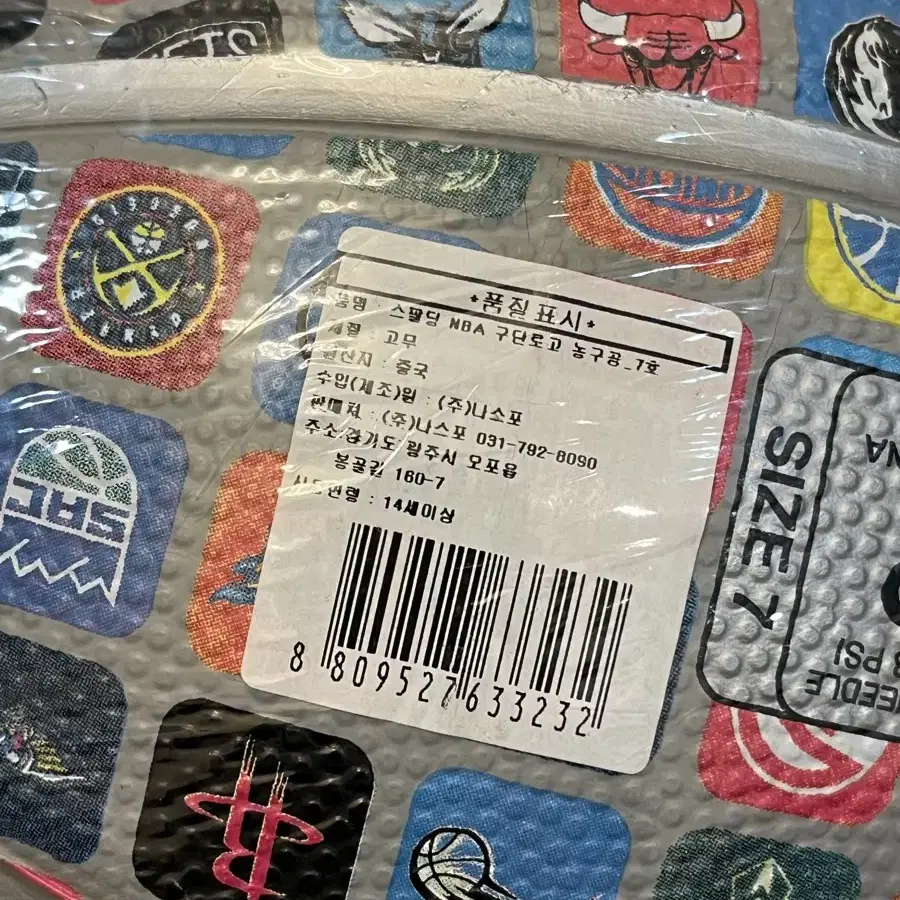 NETS
품질표시
품명 : 스팔딩 NBA 구단로고 농구공_7호
재질 : 고무
원산지 : 중국
수입(제조)원 : (주)나스포
판매처 : (주)나스포 031-792-8090
주소:경기도 광주시 오포읍
봉골길 160-7
사용연령 : 14세이상
8 809527 633232
SIZE 7
NEEDLE
PSI
SAC